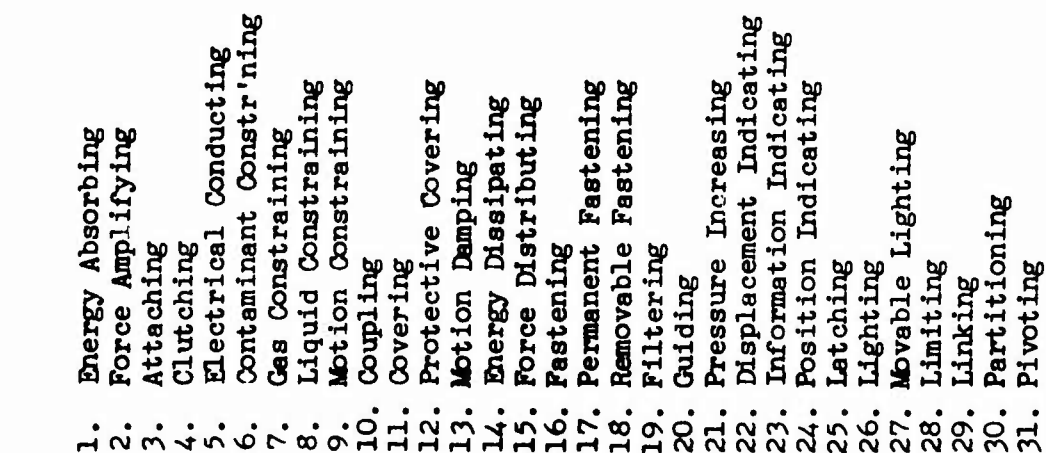 1. Energy Absorbing
2. Force Amplifying
3. Attaching
4. Clutching
5. Electrical Conducting
6. Contaminant Constr'ning
7. Gas Constraining
8. Liquid Constraining
9. Motion Constraining
10. Coupling
11. Covering
12. Protective Covering
13. Motion Damping
14. Energy Dissipating
15. Force Distributing
16. Fastening
17. Permanent Fastening
18. Removable Fastening
19. Filtering
20. Guiding
21. Pressure Increasing
22. Displacement Indicating
23. Information Indicating
24. Position Indicating
25. Latching
26. Lighting
27. Movable Lighting
28. Limiting
29. Linking
30. Partitioning
31. Pivoting